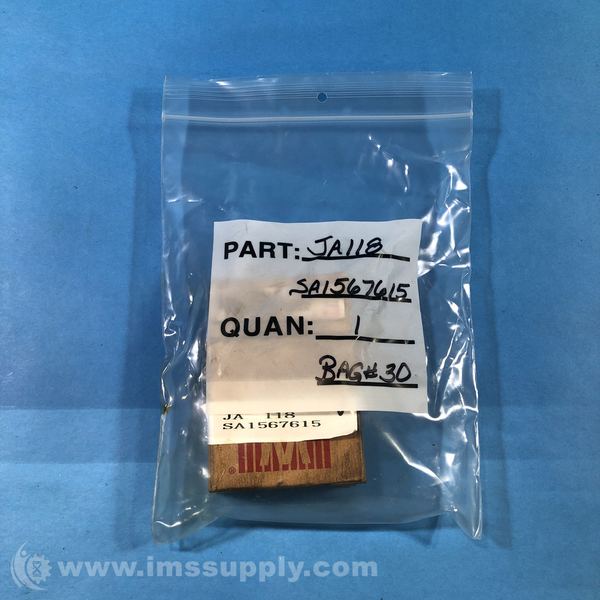 PART: JA118
SA1567615
QUAN: 1
BAG#30
JA 118
SA1567615
®
www.imssupply.com